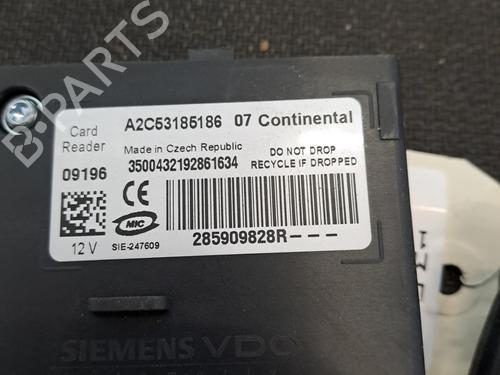 B-PARTS
Card Reader
A2C53185186 07 Continental
Made in Czech Republic
DO NOT DROP
09196
3500432192861634
RECYCLE IF DROPPED
CE
MIC
12 V
SIE-247609
285909828R---
SIEMENS VDO